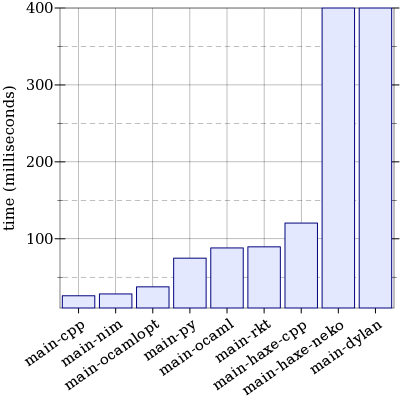 400
300
200
100
time (milliseconds)
main-cpp
main-nim
main-ocamlopt
main-py
main-ocaml
main-rkt
main-haxe-cpp
main-haxe-neko
main-dylan